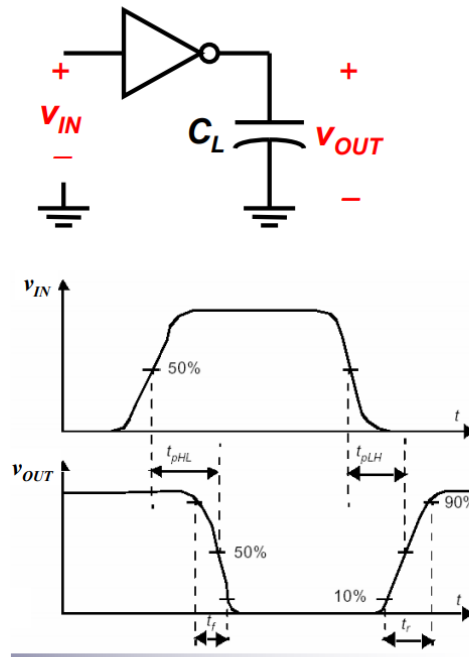 + +
v_IN C_L v_OUT
– –
v_IN
50%
t
t_pHL t_pLH
v_OUT
90%
50%
10% t
t_f t_r